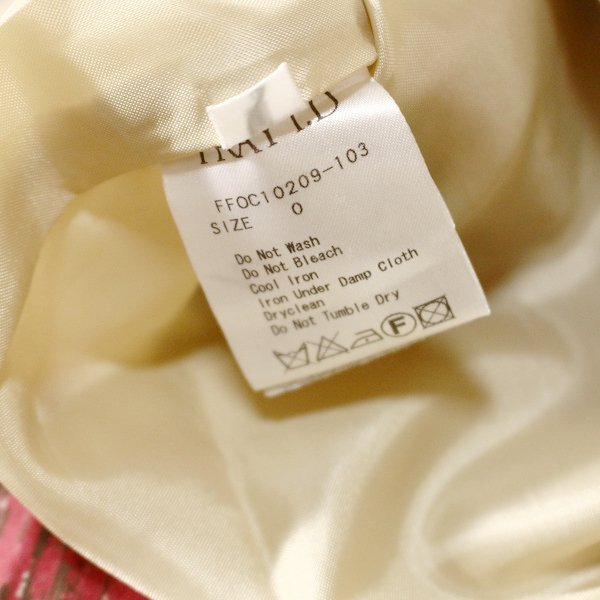 FFOC10209-103
SIZE 0
Do Not Wash
Do Not Bleach
Cool Iron
Iron Under Damp Cloth
Dryclean
Do Not Tumble Dry
F